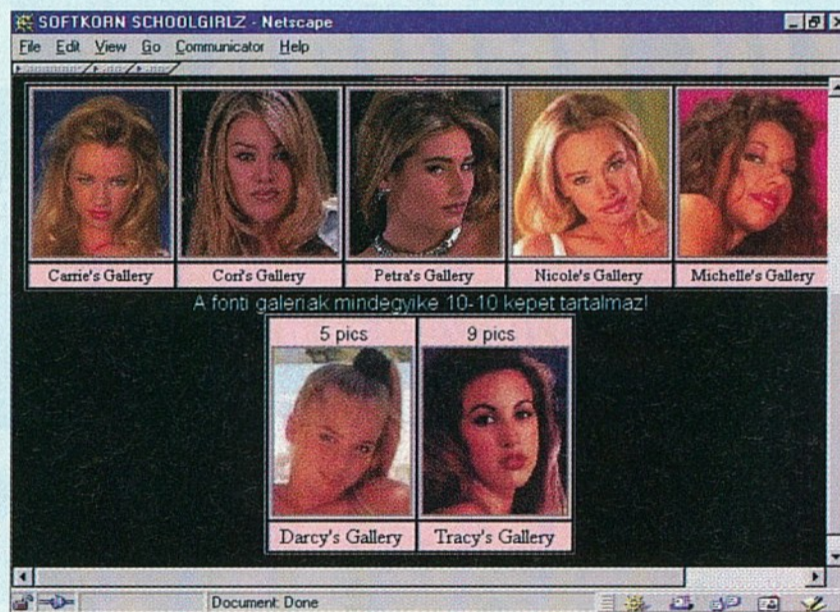 SOFTKORN SCHOOLGIRLZ - Netscape
File Edit View Go Communicator Help
Carrie's Gallery Cori's Gallery Petra's Gallery Nicole's Gallery Michelle's Gallery
A fonti galeriak mindegyike 10-10 kepet tartalmaz!
5 pics 9 pics
Darcy's Gallery Tracy's Gallery
Document: Done